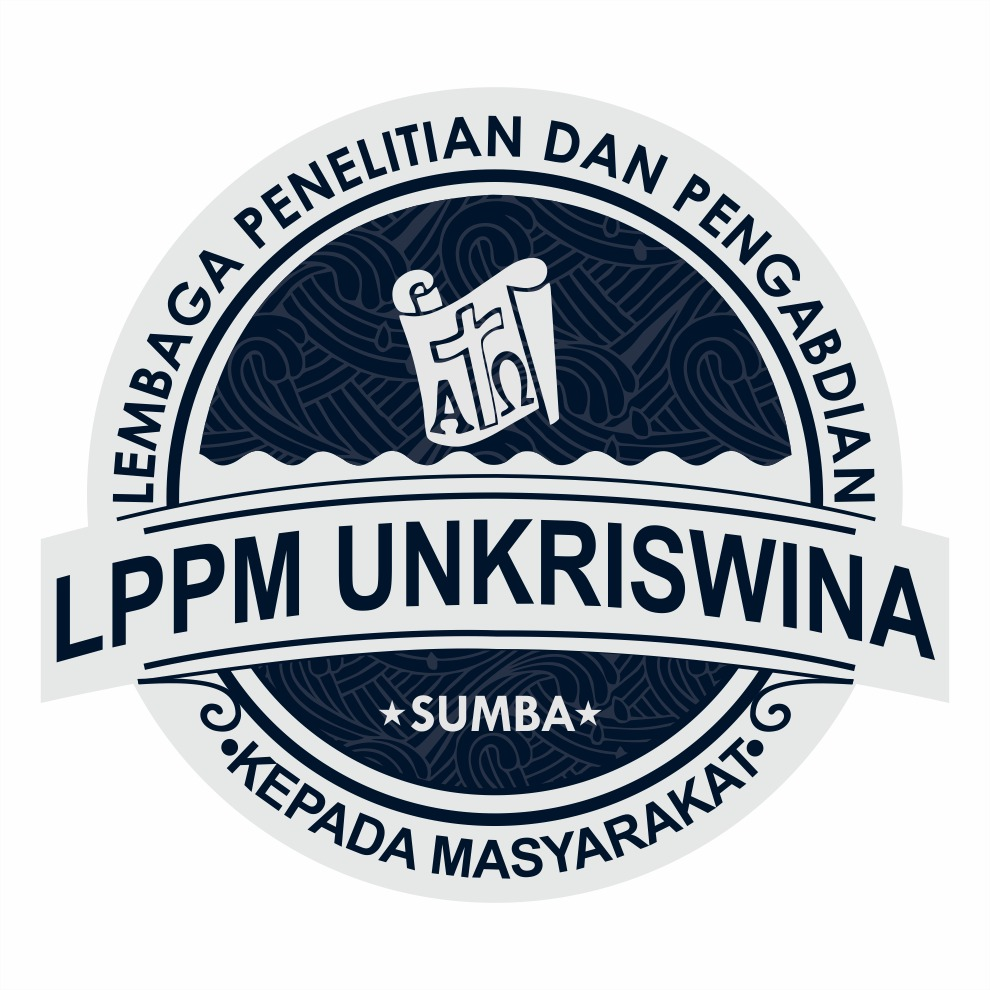 LEMBAGA PENELITIAN DAN PENGABDIAN
Α Ω
LPPM UNKRISWINA
★SUMBA★
•KEPADA MASYARAKAT•